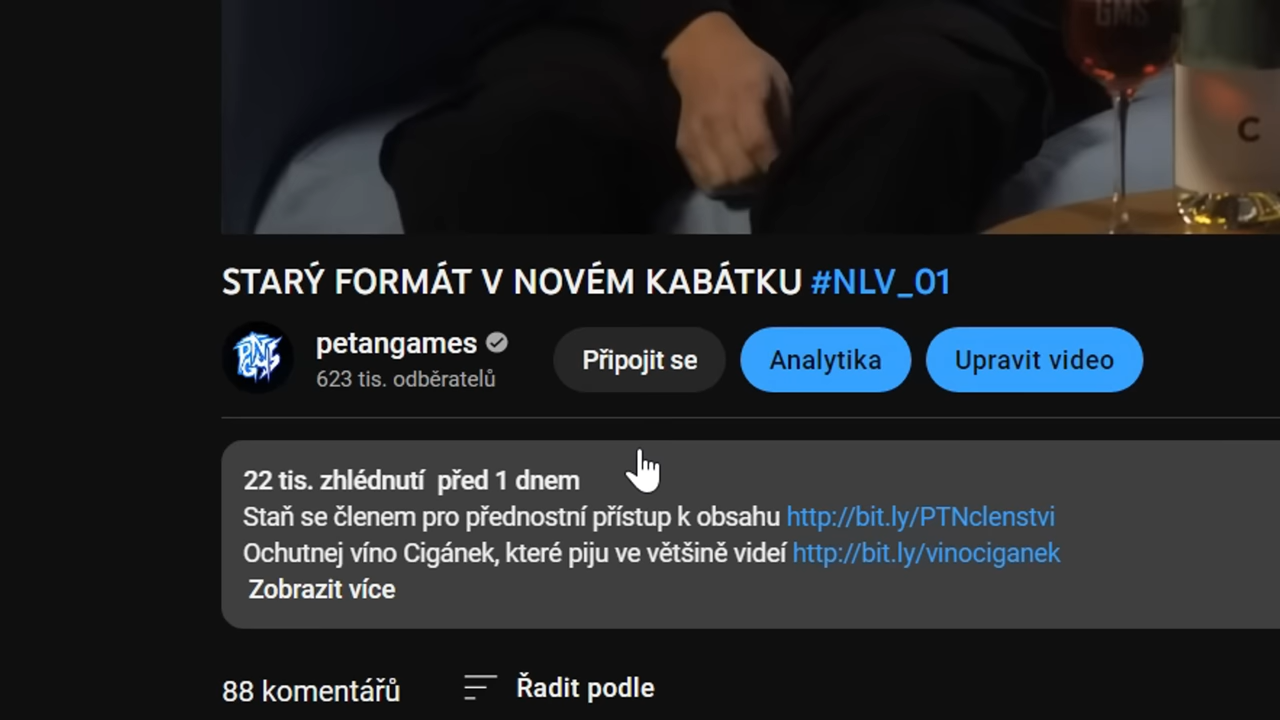 GMS
C
STARÝ FORMÁT V NOVÉM KABÁTKU #NLV_01
petangames
623 tis. odběratelů
Připojit se
Analytika
Upravit video
22 tis. zhlédnutí před 1 dnem
Staň se členem pro přednostní přístup k obsahu http://bit.ly/PTNclenstvi
Ochutnej víno Cigánek, které piju ve většině videí http://bit.ly/vinociganek
Zobrazit více
88 komentářů
Řadit podle